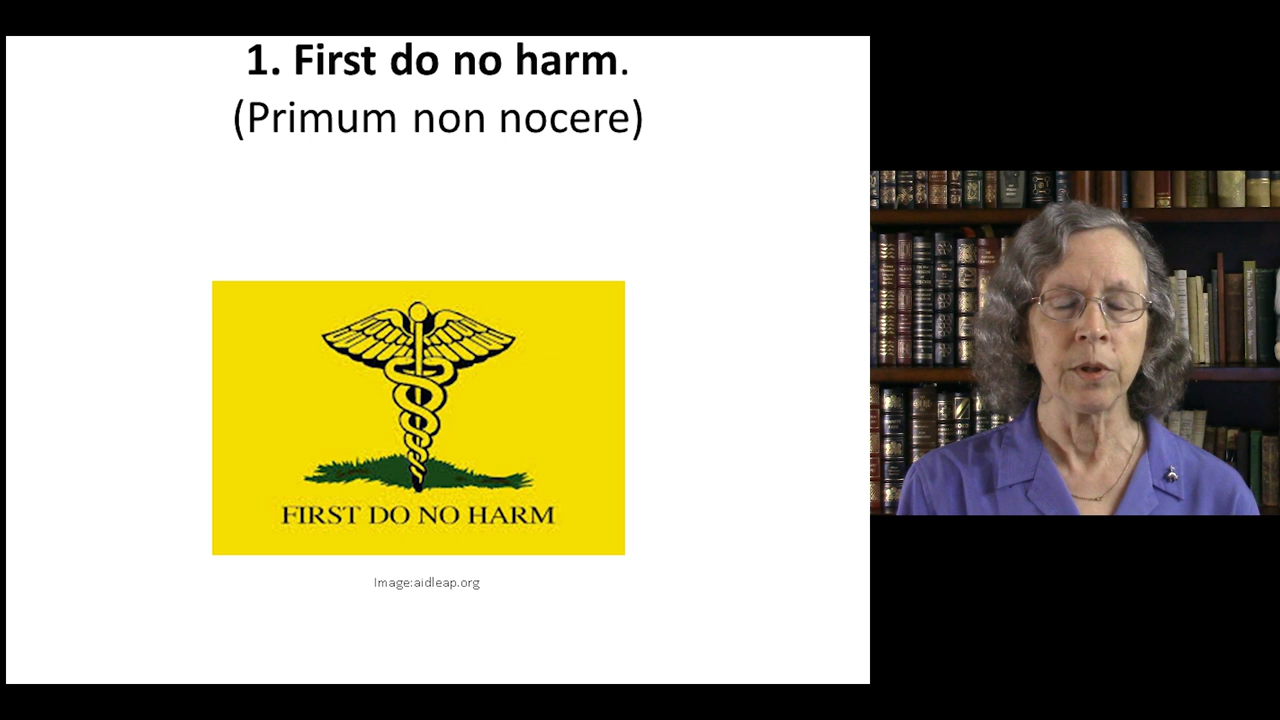 1. First do no harm.
(Primum non nocere)
FIRST DO NO HARM
Image:aidleap.org